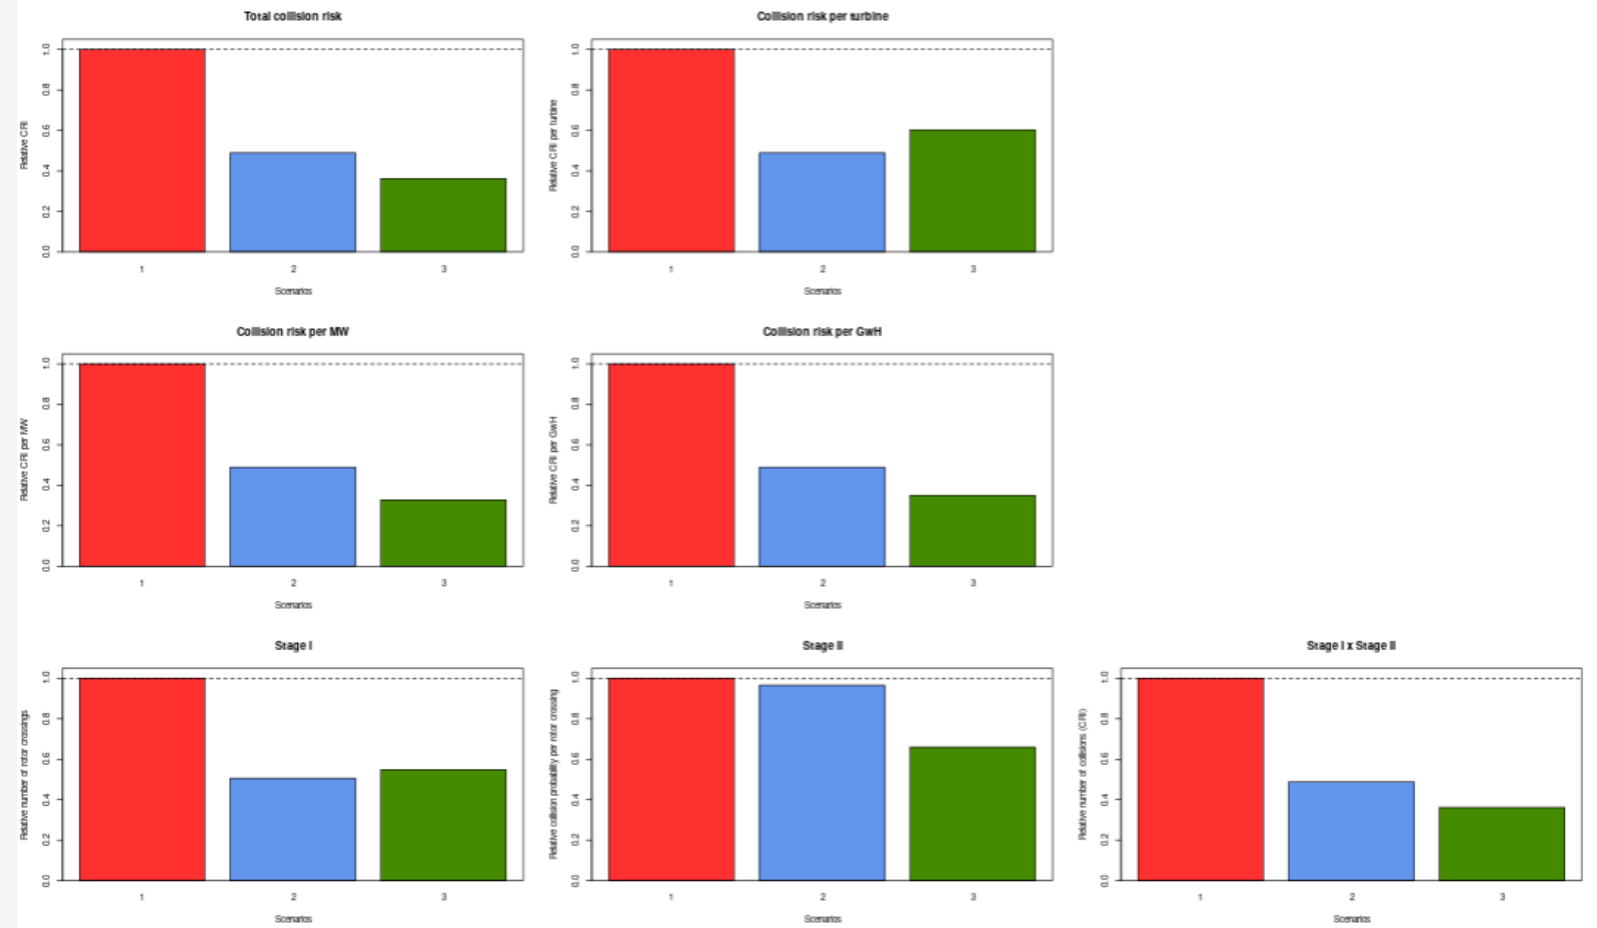 Total collision risk
Relative CRI
0.0 0.2 0.4 0.6 0.8 1.0
1 2 3
Scenarios
Collision risk per turbine
Relative CRI per turbine
0.0 0.2 0.4 0.6 0.8 1.0
1 2 3
Scenarios
Collision risk per MW
Relative CRI per MW
0.0 0.2 0.4 0.6 0.8 1.0
1 2 3
Scenarios
Collision risk per GwH
Relative CRI per GwH
0.0 0.2 0.4 0.6 0.8 1.0
1 2 3
Scenarios
Stage I
Relative number of rotor crossings
0.0 0.2 0.4 0.6 0.8 1.0
1 2 3
Scenarios
Stage II
Relative collision probability per rotor crossing
0.0 0.2 0.4 0.6 0.8 1.0
1 2 3
Scenarios
Stage I x Stage II
Relative number of collisions (CRI)
0.0 0.2 0.4 0.6 0.8 1.0
1 2 3
Scenarios